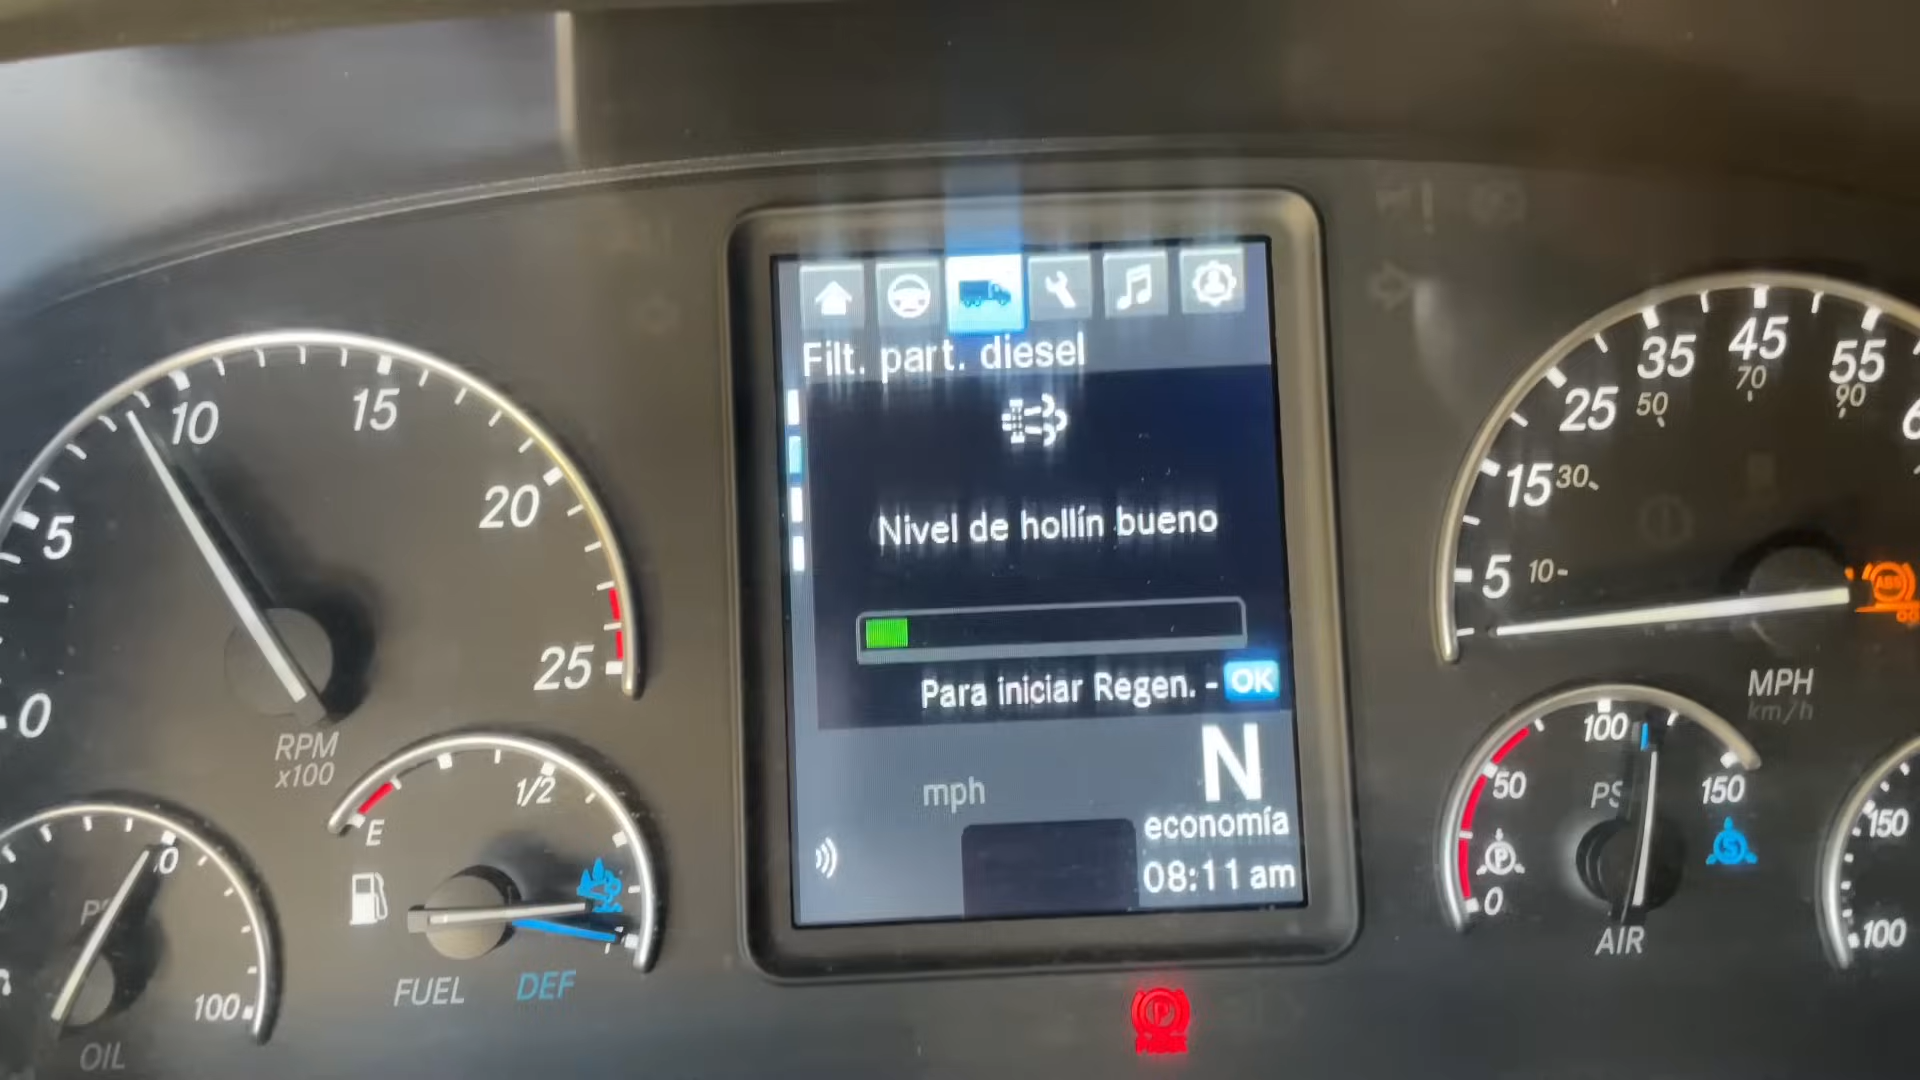 Filt. part. diesel
Nivel de hollín bueno
Para iniciar Regen. - OK
N
mph
economía
08:11 am
0
5
10
15
20
25
RPM
x100
E
1/2
FUEL
DEF
100
OIL
5
15
25
35
45
55
10
30
50
70
90
MPH
km/h
ABS
0
50
100
150
AIR
150
100
P
S